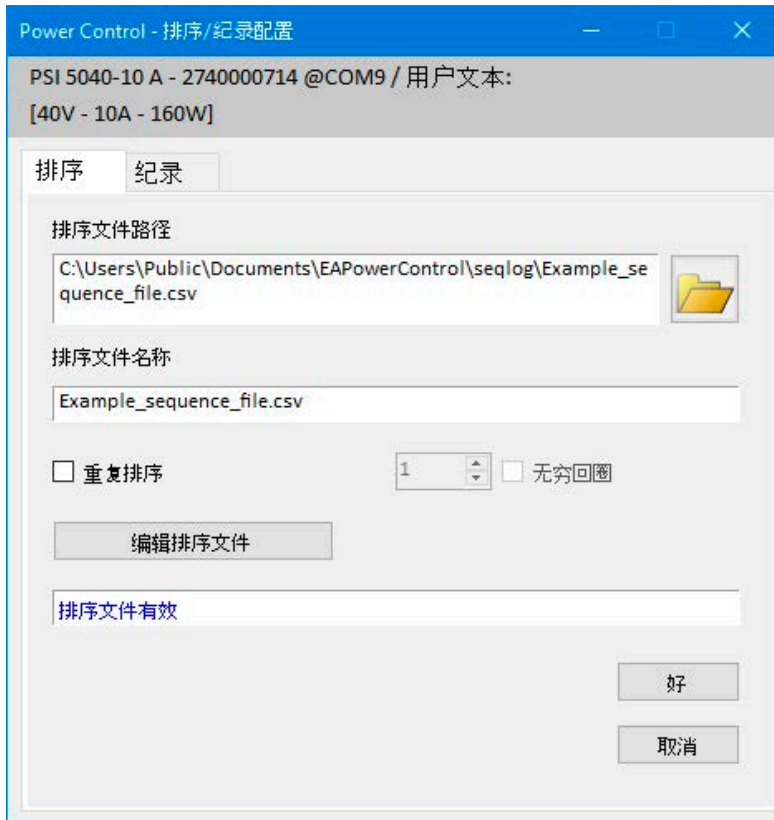 Power Control - 排序/纪录配置
PSI 5040-10 A - 2740000714 @COM9 / 用户文本:
[40V - 10A - 160W]
排序
纪录
排序文件路径
C:\Users\Public\Documents\EAPowerControl\seqlog\Example_se
quence_file.csv
排序文件名称
Example_sequence_file.csv
重复排序
1
无穷回圈
编辑排序文件
排序文件有效
好
取消